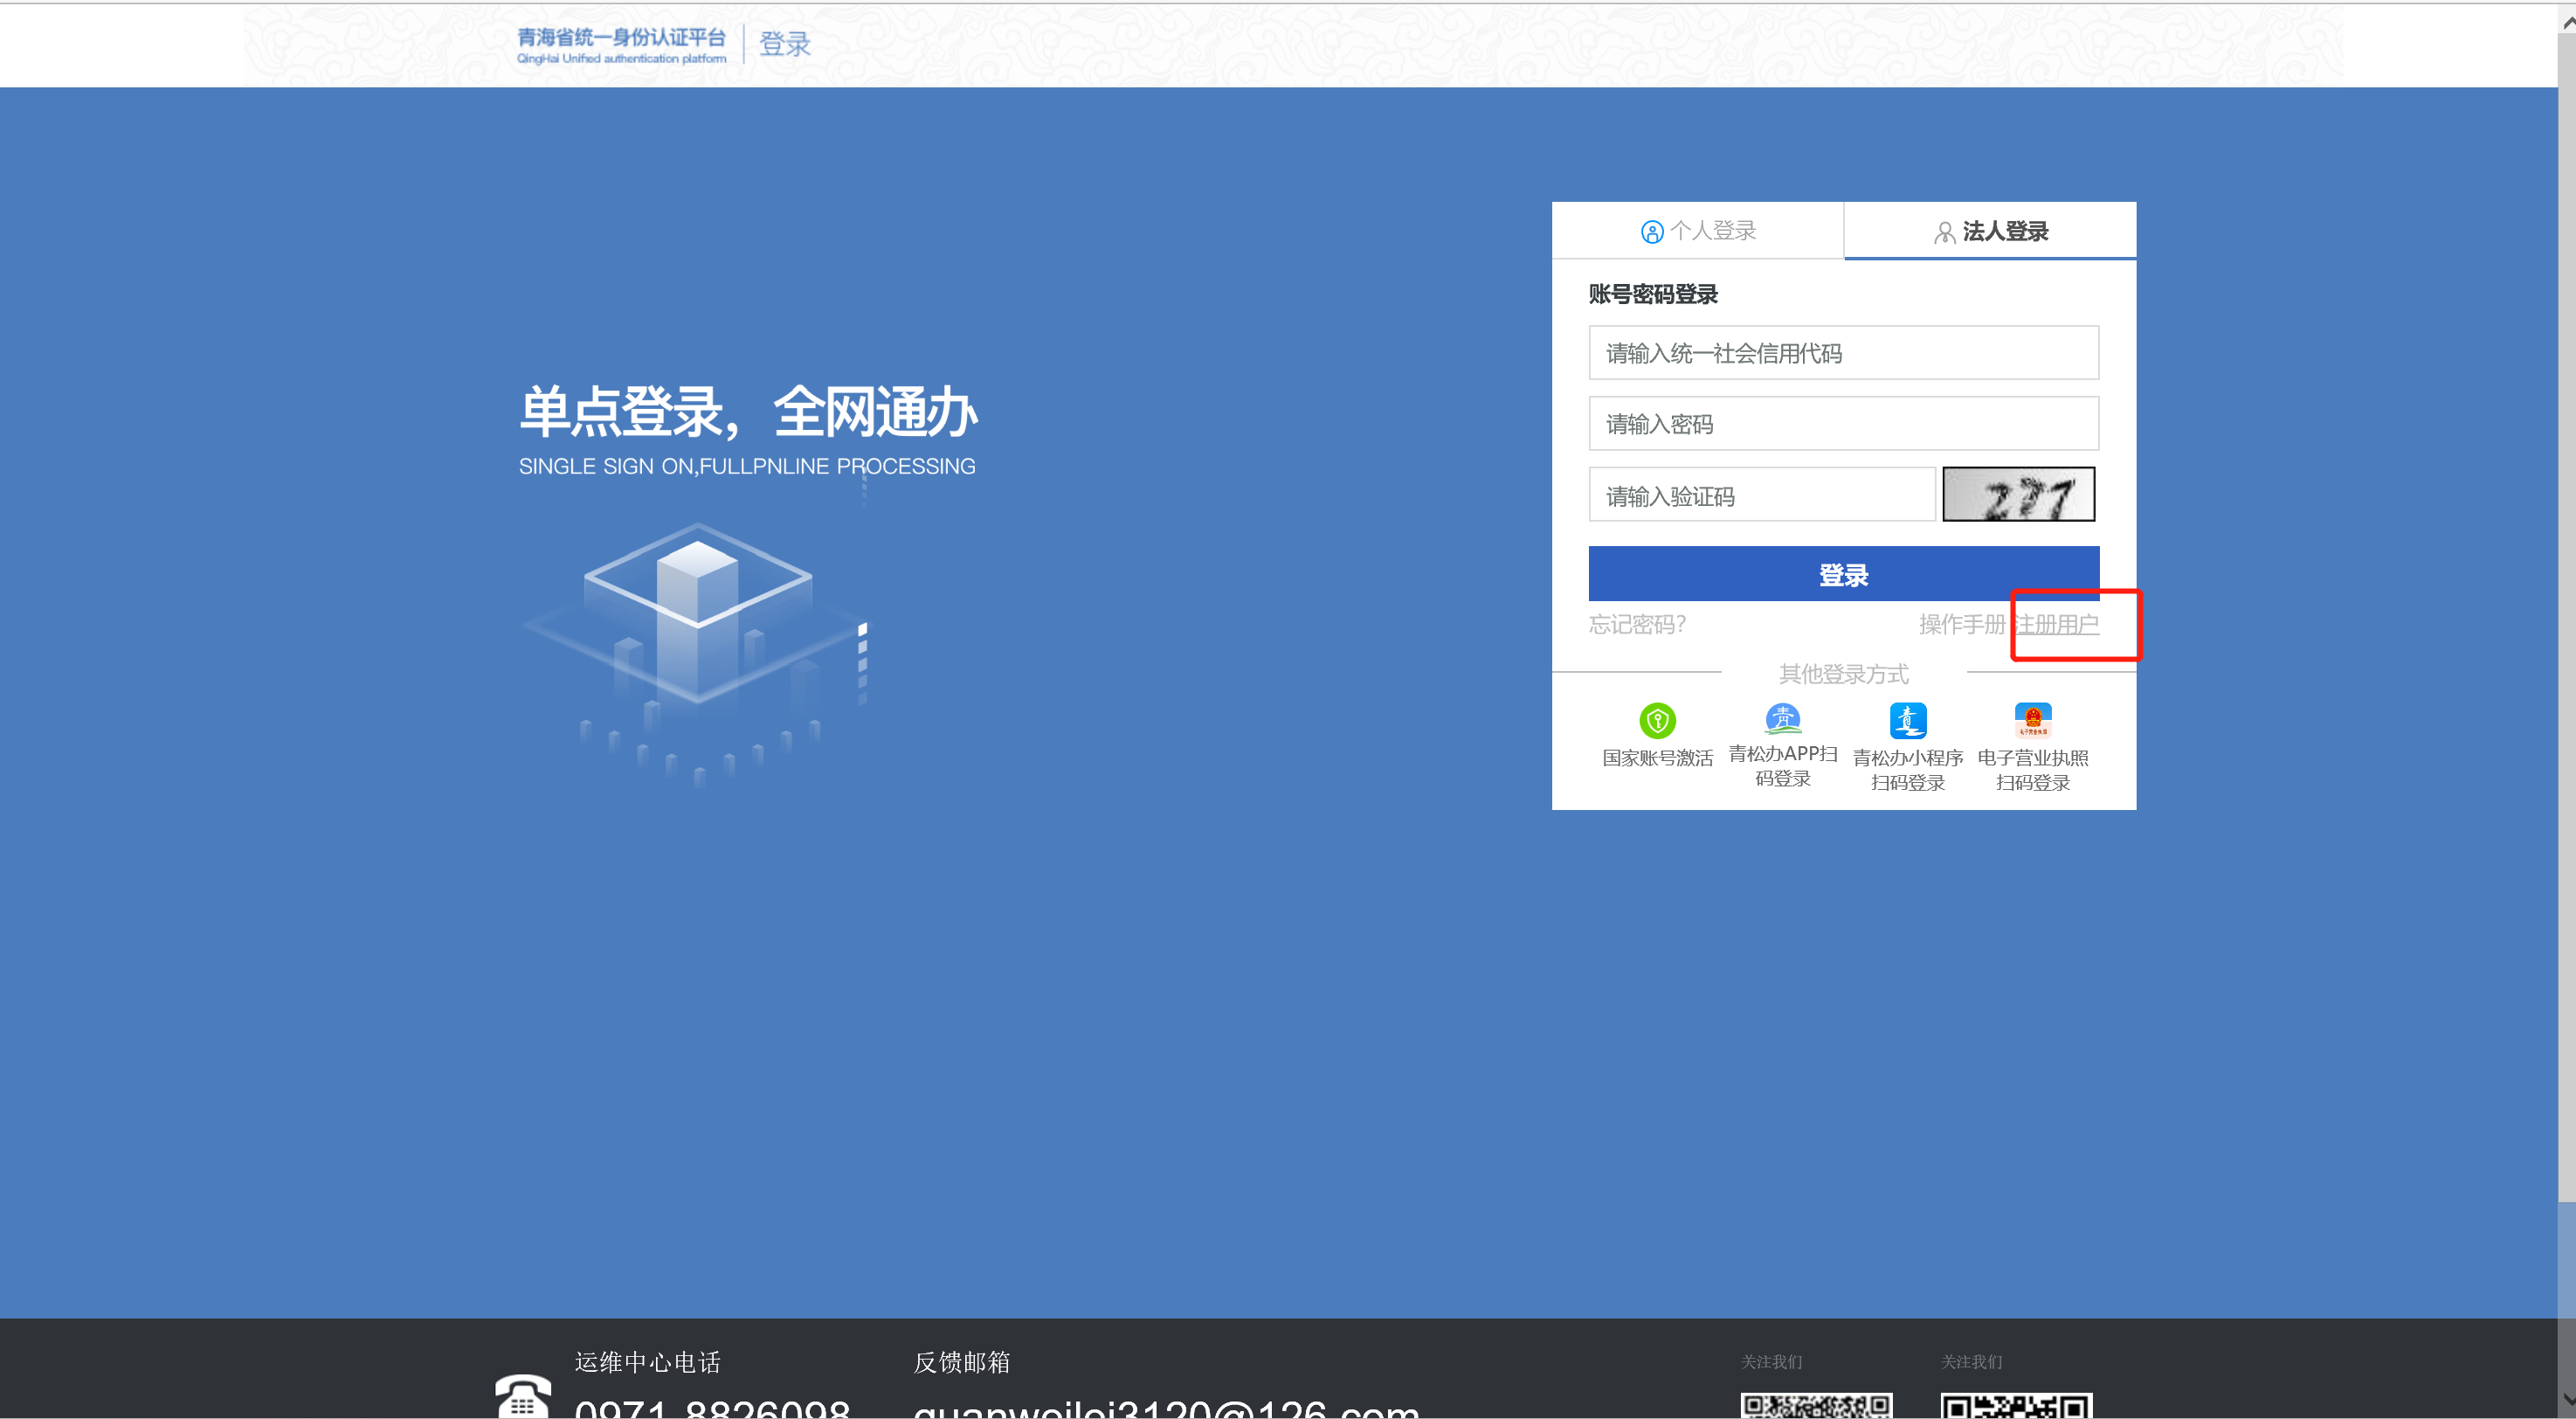 青海省统一身份认证平台
QingHai Unified authentication platform
登录
个人登录
法人登录
账号密码登录
请输入统一社会信用代码
请输入密码
请输入验证码
登录
忘记密码?
操作手册 注册用户
其他登录方式
国家账号激活
青松办APP扫
码登录
青松办小程序
扫码登录
电子营业执照
扫码登录
单点登录，全网通办
SINGLE SIGN ON,FULLPNLINE PROCESSING
运维中心电话
0971-8826098
反馈邮箱
guanweilei3120@126.com
关注我们
关注我们